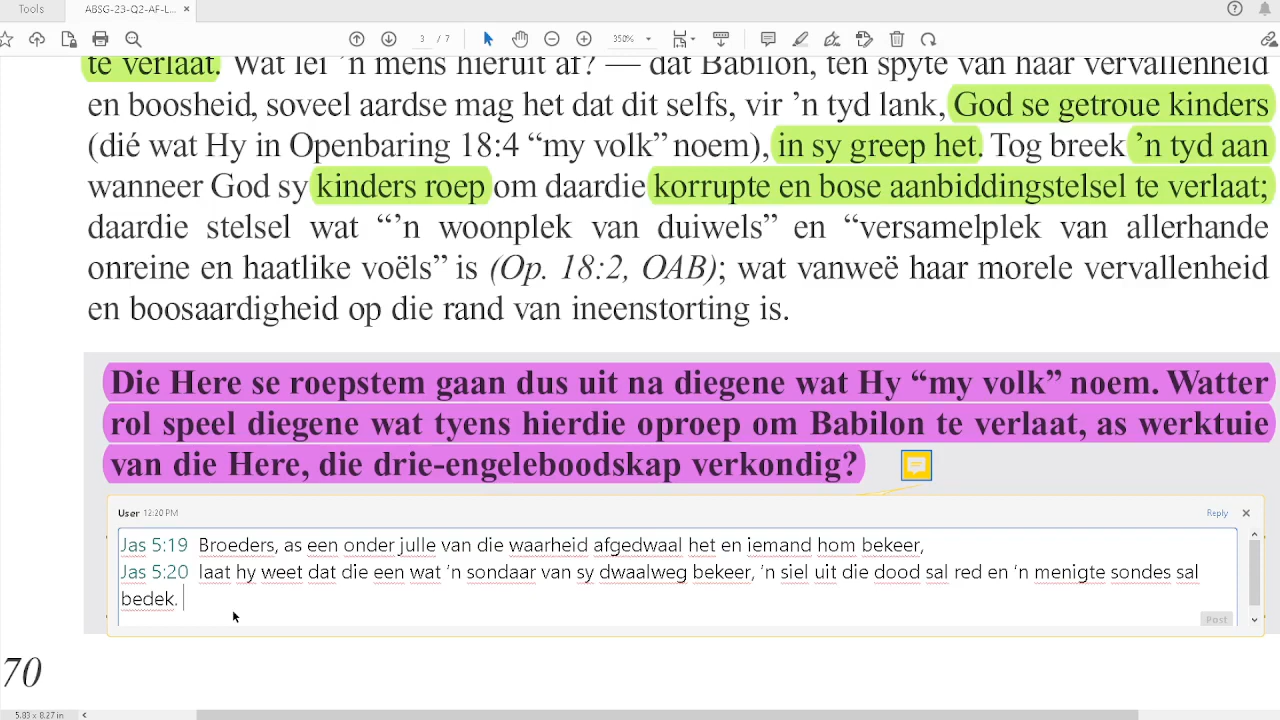 Tools
ABSG-23-Q2-AF-L...
3 / 7
350%
te verlaat. Wat lei ’n mens hieruit af? — dat Babilon, ten spyte van haar vervallenheid
en boosheid, soveel aardse mag het dat dit selfs, vir ’n tyd lank, God se getroue kinders
(dié wat Hy in Openbaring 18:4 “my volk” noem), in sy greep het. Tog breek ’n tyd aan
wanneer God sy kinders roep om daardie korrupte en bose aanbiddingstelsel te verlaat;
daardie stelsel wat “’n woonplek van duiwels” en “versamelplek van allerhande
onreine en haatlike voëls” is (Op. 18:2, OAB); wat vanweë haar morele vervallenheid
en boosaardigheid op die rand van ineenstorting is.
Die Here se roepstem gaan dus uit na diegene wat Hy “my volk” noem. Watter
rol speel diegene wat tyens hierdie oproep om Babilon te verlaat, as werktuie
van die Here, die drie-engeleboodskap verkondig?
User 12:20 PM
Reply
Jas 5:19 Broeders, as een onder julle van die waarheid afgedwaal het en iemand hom bekeer,
Jas 5:20 laat hy weet dat die een wat ’n sondaar van sy dwaalweg bekeer, ’n siel uit die dood sal red en ’n menigte sondes sal
bedek.
Post
70
5.83 x 8.27 in